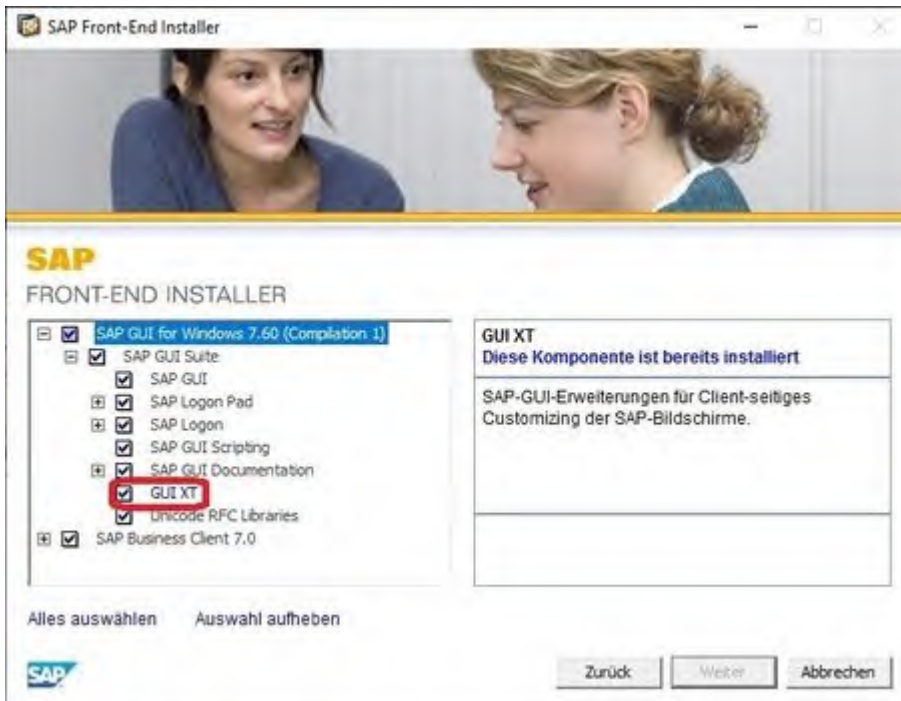 SAP Front-End Installer
SAP
FRONT-END INSTALLER
SAP GUI for Windows 7.60 (Compilation 1)
SAP GUI Suite
SAP GUI
SAP Logon Pad
SAP Logon
SAP GUI Scripting
SAP GUI Documentation
GUI XT
Unicode RFC Libraries
SAP Business Client 7.0
GUI XT
Diese Komponente ist bereits installiert
SAP-GUI-Erweiterungen für Client-seitiges
Customizing der SAP-Bildschirme.
Alles auswählen Auswahl aufheben
SAP
Zurück Weiter Abbrechen